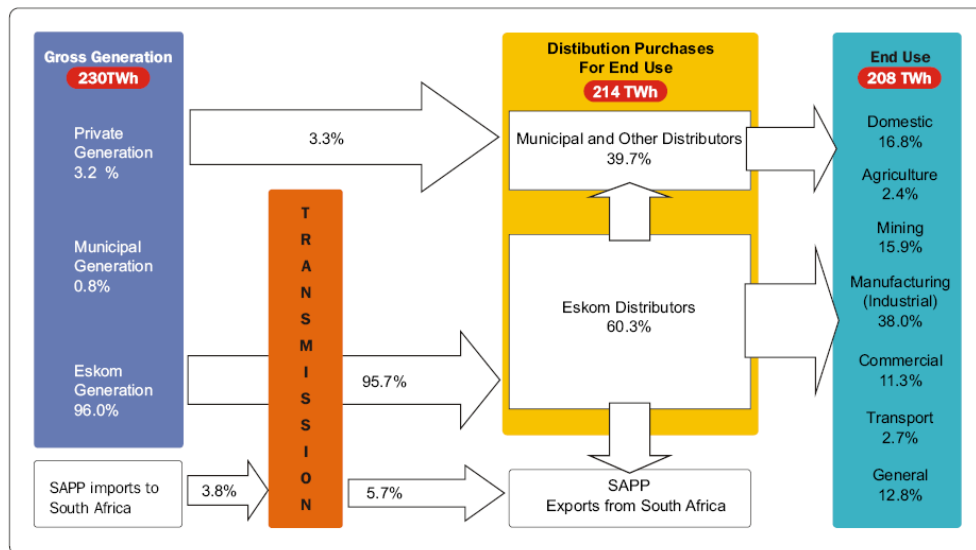 Gross Generation
230TWh
Private
Generation
3.2 %
Municipal
Generation
0.8%
Eskom
Generation
96.0%
SAPP imports to
South Africa
3.3%
TRANSMISSION
95.7%
3.8%
5.7%
Distibution Purchases
For End Use
214 TWh
Municipal and Other Distributors
39.7%
Eskom Distributors
60.3%
SAPP
Exports from South Africa
End Use
208 TWh
Domestic
16.8%
Agriculture
2.4%
Mining
15.9%
Manufacturing
(Industrial)
38.0%
Commercial
11.3%
Transport
2.7%
General
12.8%